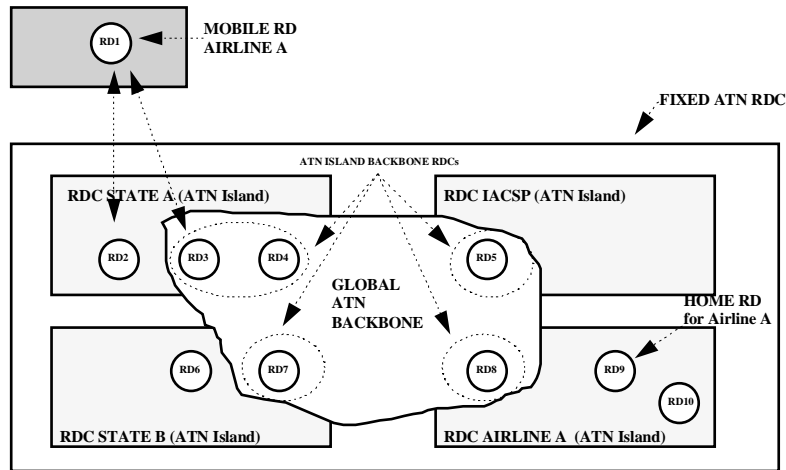 RD1
MOBILE RD
AIRLINE A
FIXED ATN RDC
ATN ISLAND BACKBONE RDCs
RDC STATE A (ATN Island)
RDC IACSP (ATN Island)
RD2
RD3
RD4
RD5
GLOBAL
ATN
BACKBONE
HOME RD
for Airline A
RD6
RD7
RD8
RD9
RD10
RDC STATE B (ATN Island)
RDC AIRLINE A (ATN Island)